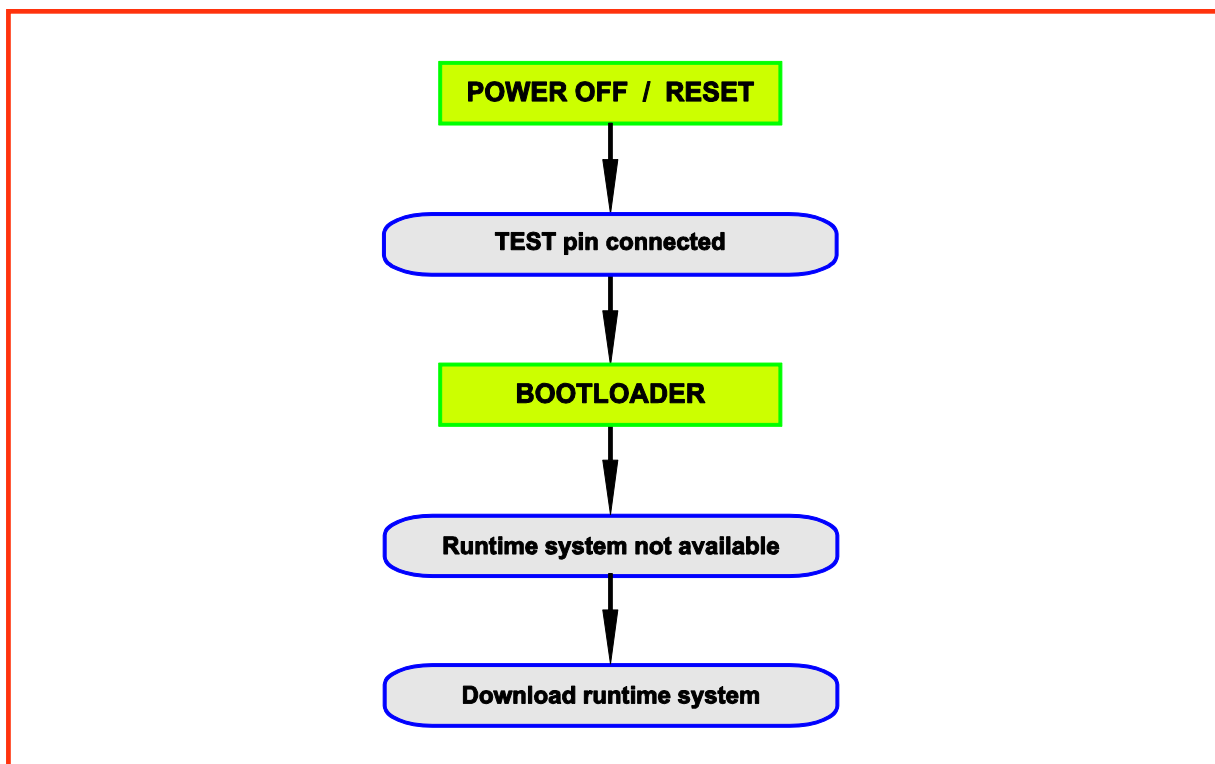 POWER OFF / RESET
TEST pin connected
BOOTLOADER
Runtime system not available
Download runtime system